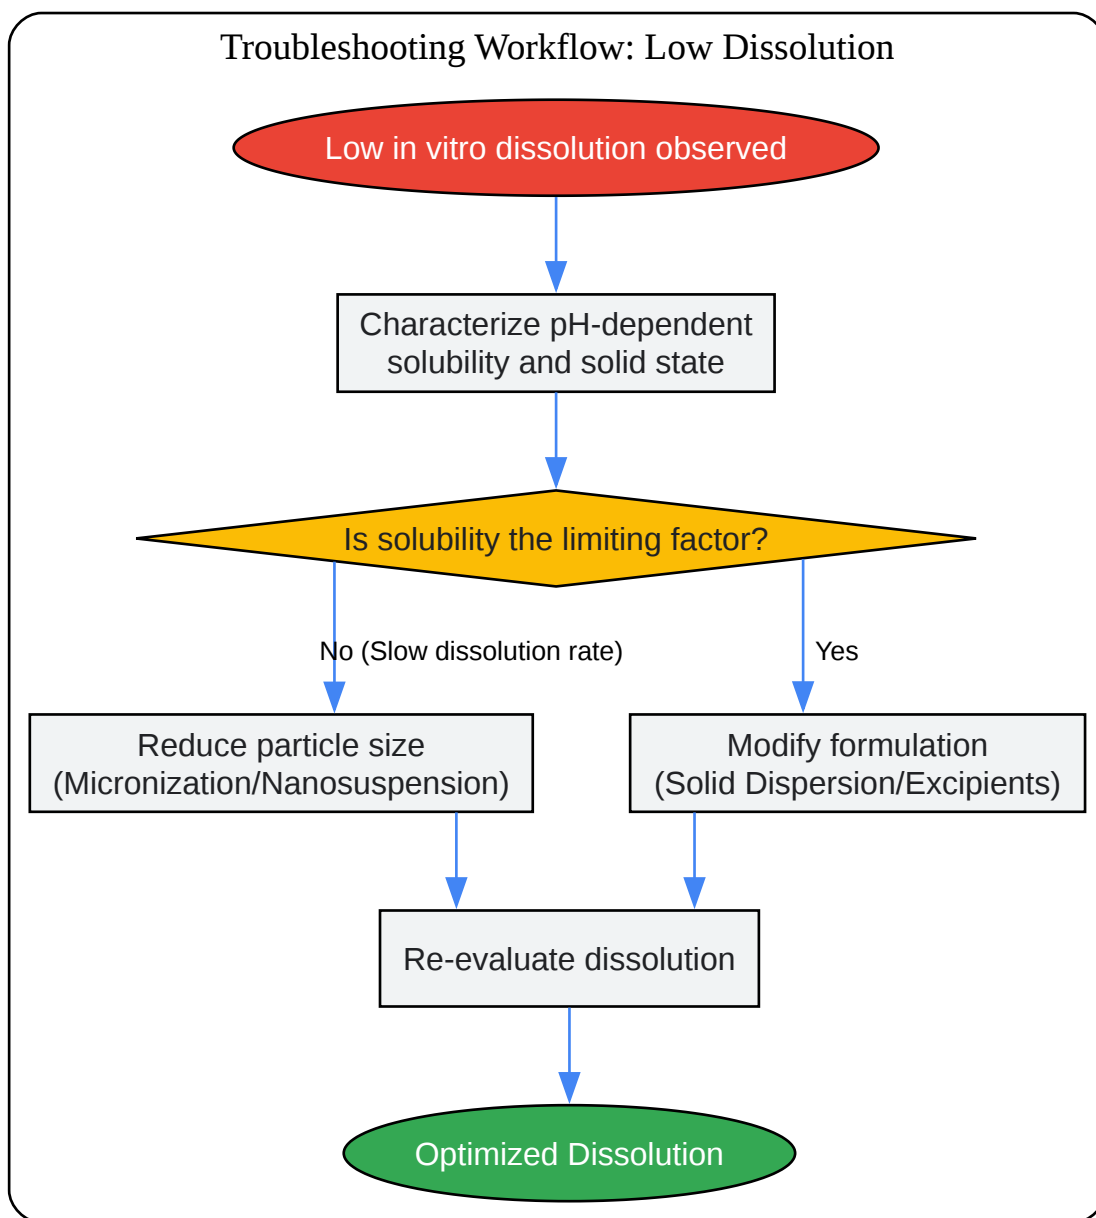 Troubleshooting Workflow: Low Dissolution
Low in vitro dissolution observed
Characterize pH-dependent
solubility and solid state
Is solubility the limiting factor?
No (Slow dissolution rate)
Yes
Reduce particle size
(Micronization/Nanosuspension)
Modify formulation
(Solid Dispersion/Excipients)
Re-evaluate dissolution
Optimized Dissolution